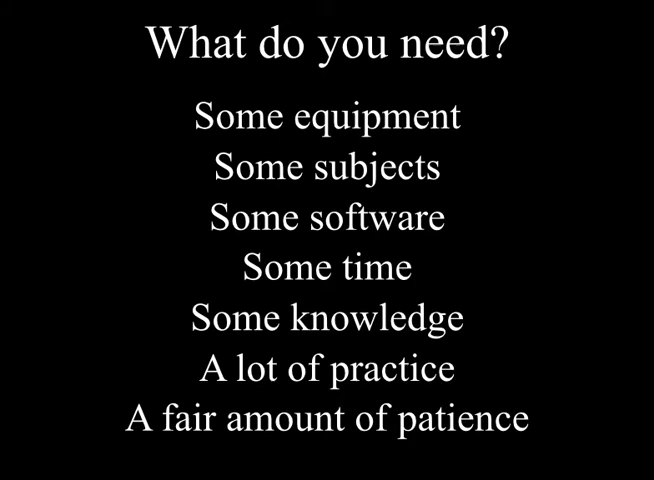 What do you need?
Some equipment
Some subjects
Some software
Some time
Some knowledge
A lot of practice
A fair amount of patience